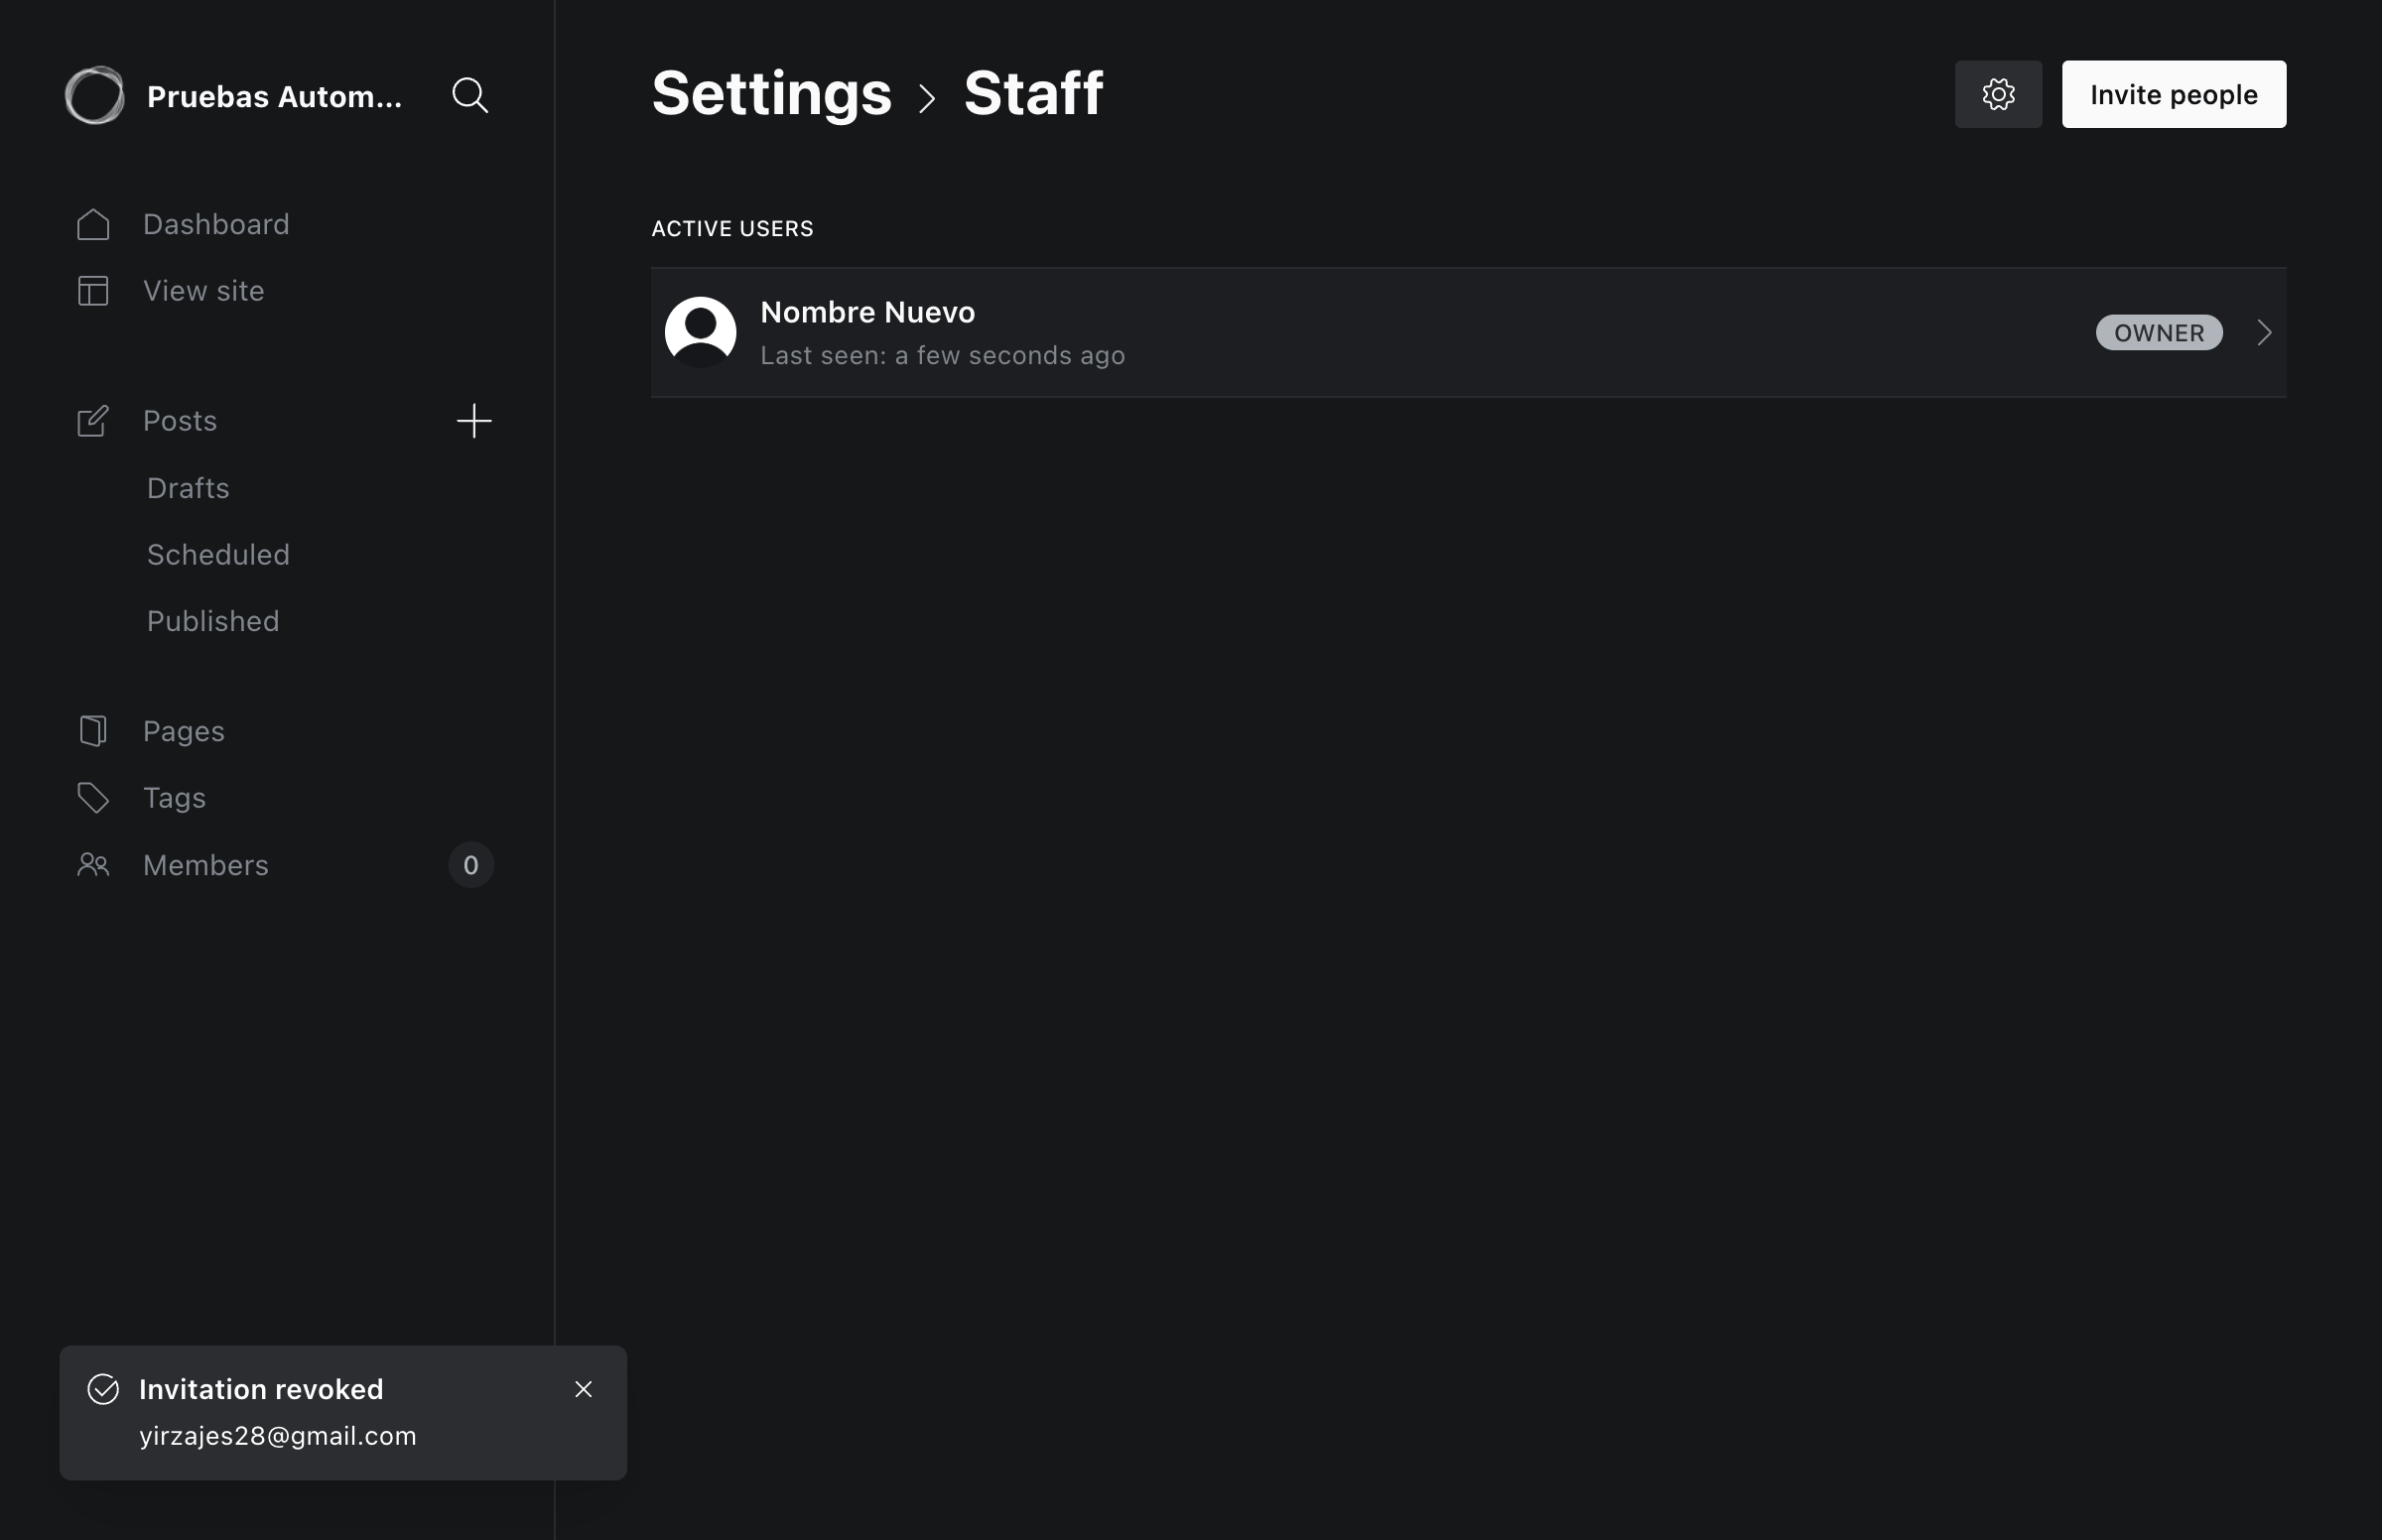 Pruebas Autom...
Dashboard
View site
Posts
Drafts
Scheduled
Published
Pages
Tags
Members
0
Settings > Staff
Invite people
ACTIVE USERS
Nombre Nuevo
Last seen: a few seconds ago
OWNER
Invitation revoked
yirzajes28@gmail.com